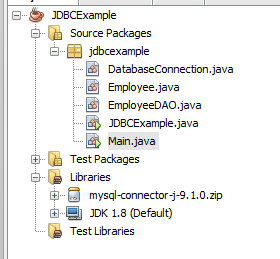 JDBCExample
Source Packages
jdbcexample
DatabaseConnection.java
Employee.java
EmployeeDAO.java
JDBCExample.java
Main.java
Test Packages
Libraries
mysql-connector-j-9.1.0.zip
JDK 1.8 (Default)
Test Libraries